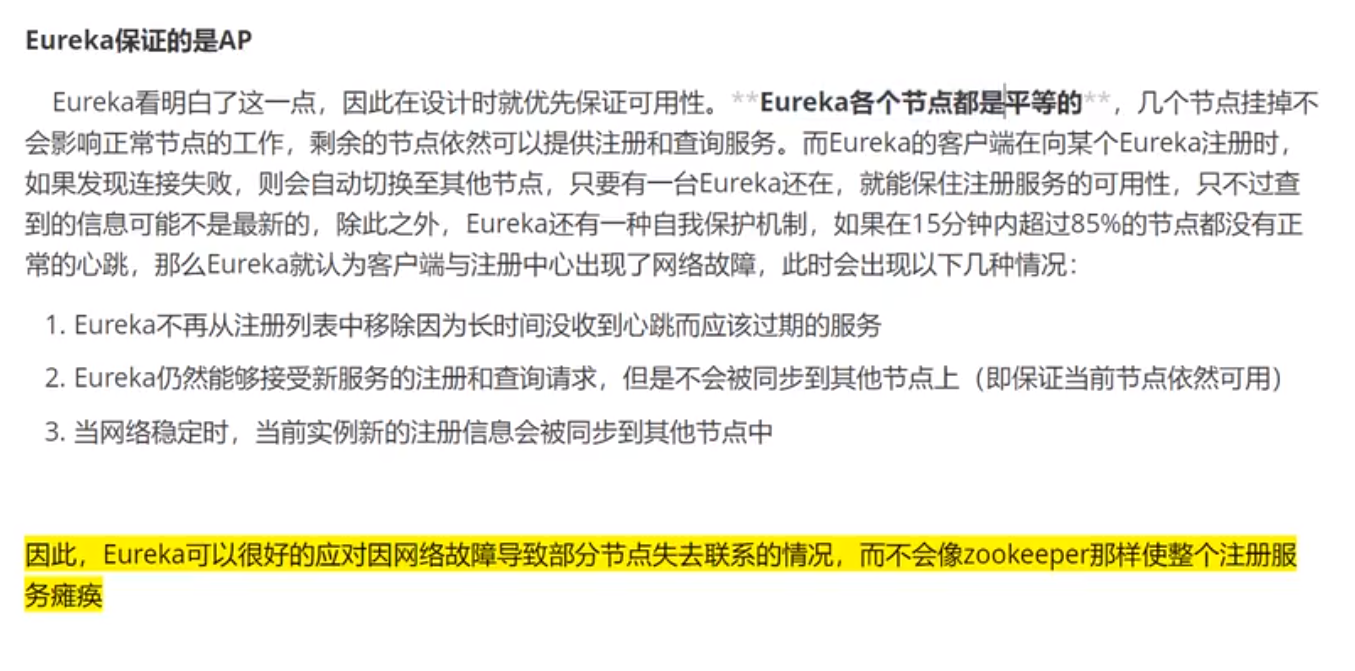 Eureka保证的是AP
Eureka看明白了这一点，因此在设计时就优先保证可用性。**Eureka各个节点都是平等的**，几个节点挂掉不
会影响正常节点的工作，剩余的节点依然可以提供注册和查询服务。而Eureka的客户端在向某个Eureka注册时，
如果发现连接失败，则会自动切换至其他节点，只要有一台Eureka还在，就能保住注册服务的可用性，只不过查
到的信息可能不是最新的，除此之外，Eureka还有一种自我保护机制，如果在15分钟内超过85%的节点都没有正
常的心跳，那么Eureka就认为客户端与注册中心出现了网络故障，此时会出现以下几种情况：
1. Eureka不再从注册列表中移除因为长时间没收到心跳而应该过期的服务
2. Eureka仍然能够接受新服务的注册和查询请求，但是不会被同步到其他节点上（即保证当前节点依然可用）
3. 当网络稳定时，当前实例新的注册信息会被同步到其他节点中
因此，Eureka可以很好的应对因网络故障导致部分节点失去联系的情况，而不会像zookeeper那样使整个注册服
务瘫痪